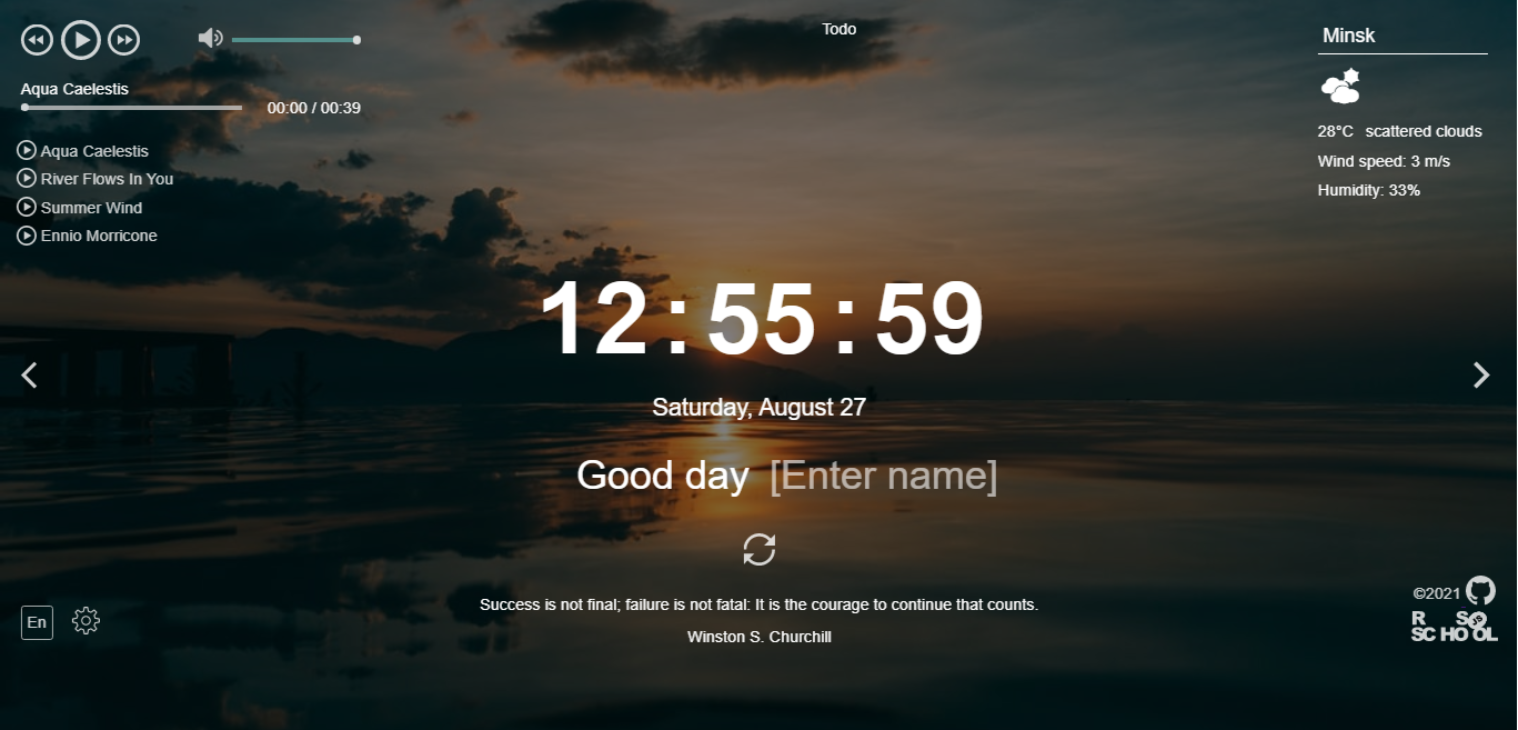 Todo
Minsk
Aqua Caelestis
00:00 / 00:39
Aqua Caelestis
River Flows In You
Summer Wind
Ennio Morricone
28°C scattered clouds
Wind speed: 3 m/s
Humidity: 33%
12:55:59
Saturday, August 27
Good day [Enter name]
Success is not final; failure is not fatal: It is the courage to continue that counts.
Winston S. Churchill
En
©2021
RS
SCHOOL